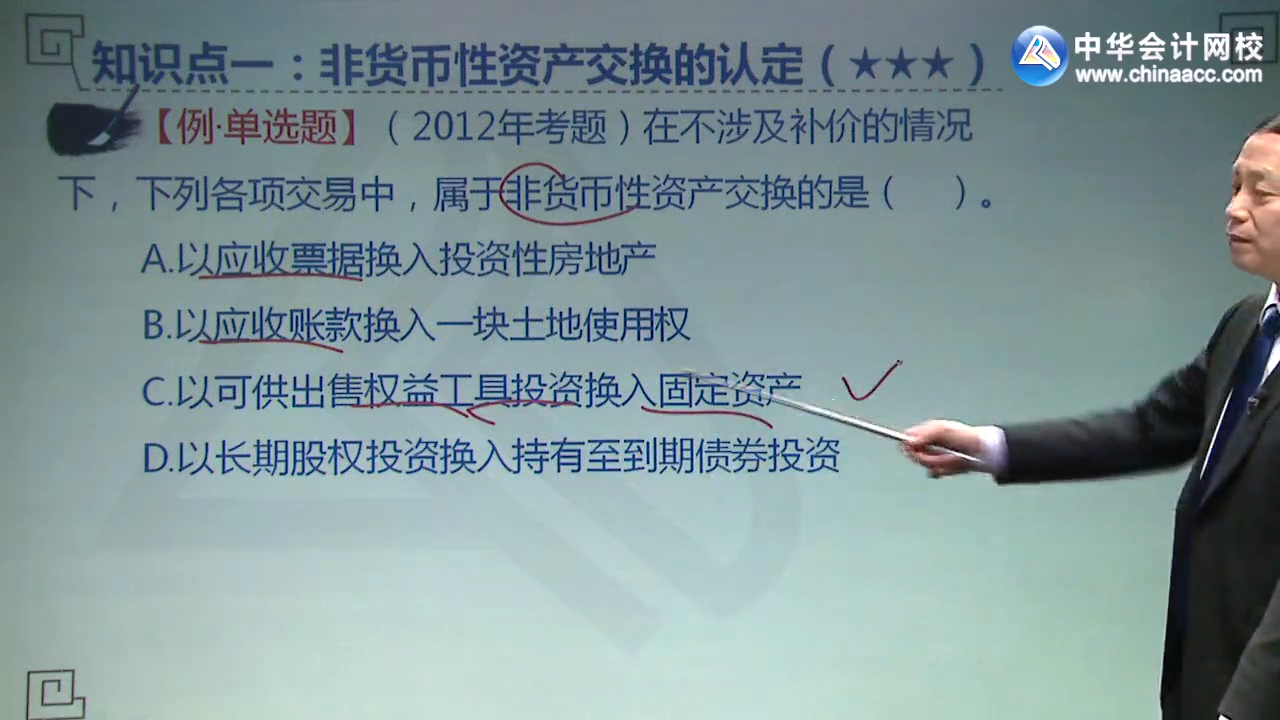 中华会计网校
www.chinaacc.com
知识点一：非货币性资产交换的认定（★★★）
【例·单选题】（2012年考题）在不涉及补价的情况
下，下列各项交易中，属于非货币性资产交换的是（　）。
A.以应收票据换入投资性房地产
B.以应收账款换入一块土地使用权
C.以可供出售权益工具投资换入固定资产
D.以长期股权投资换入持有至到期债券投资